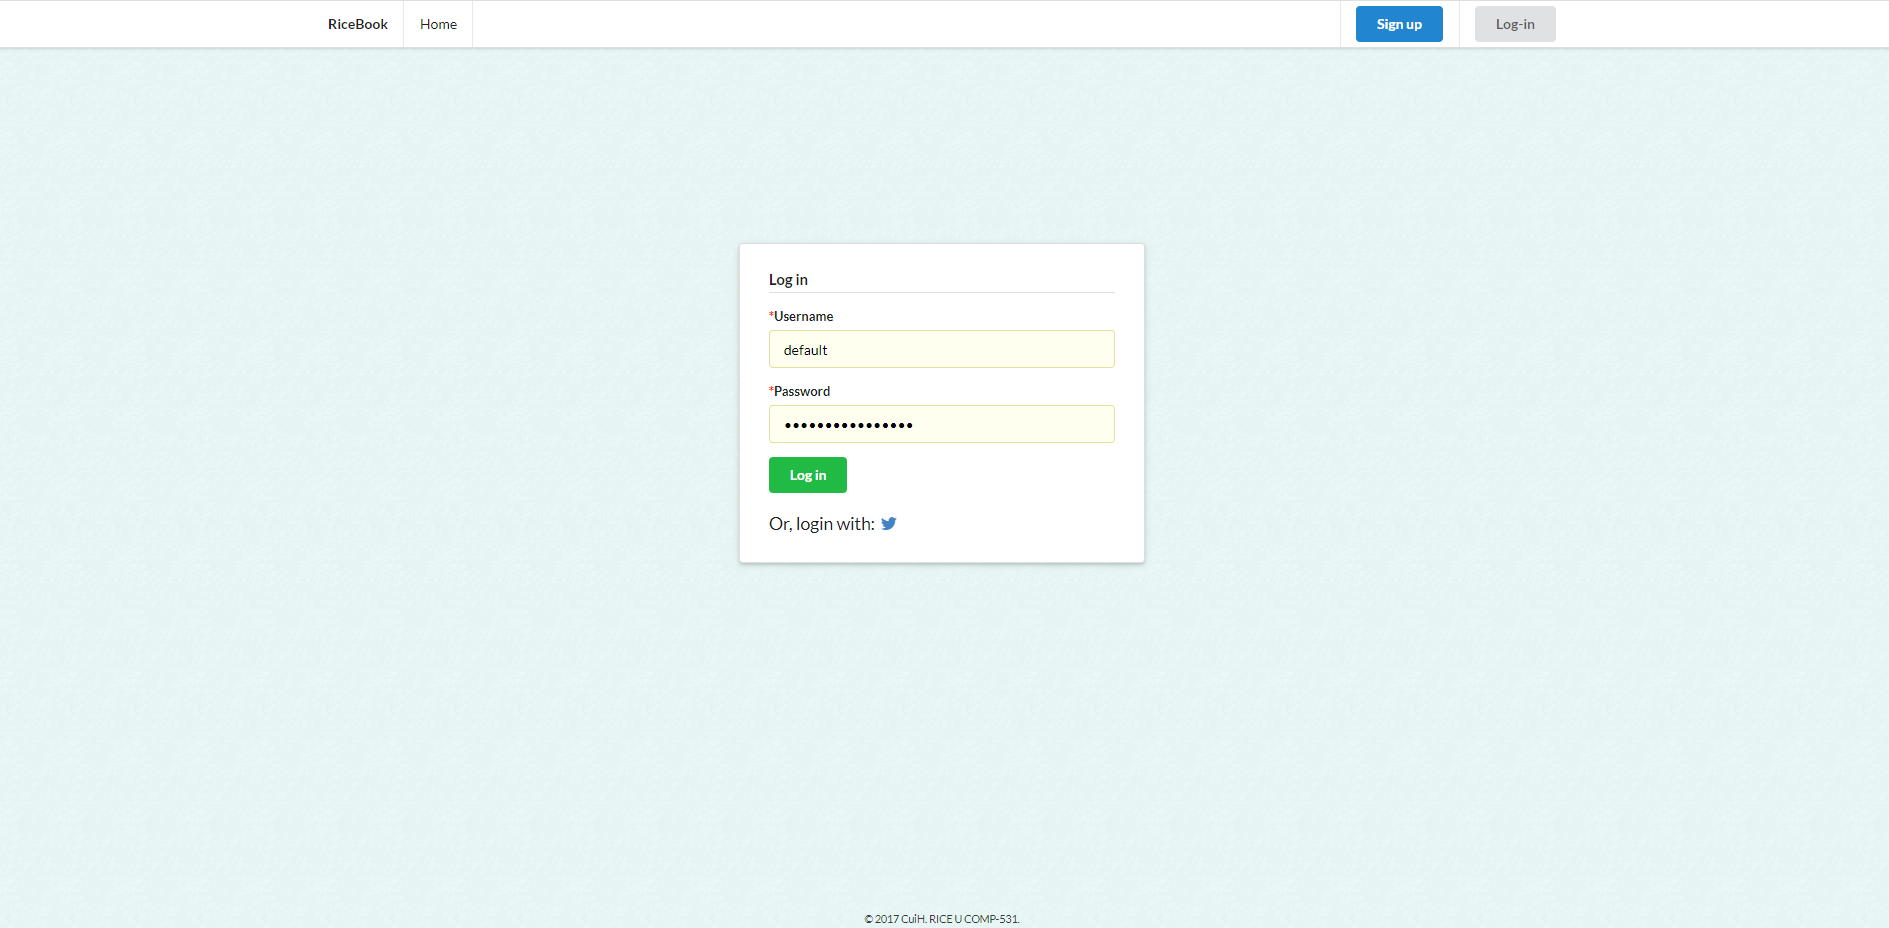 RiceBook Home Sign up Log-in
Log in
*Username
default
*Password
••••••••••••••••
Log in
Or, login with:
© 2017 CuiH. RICE U COMP-531.